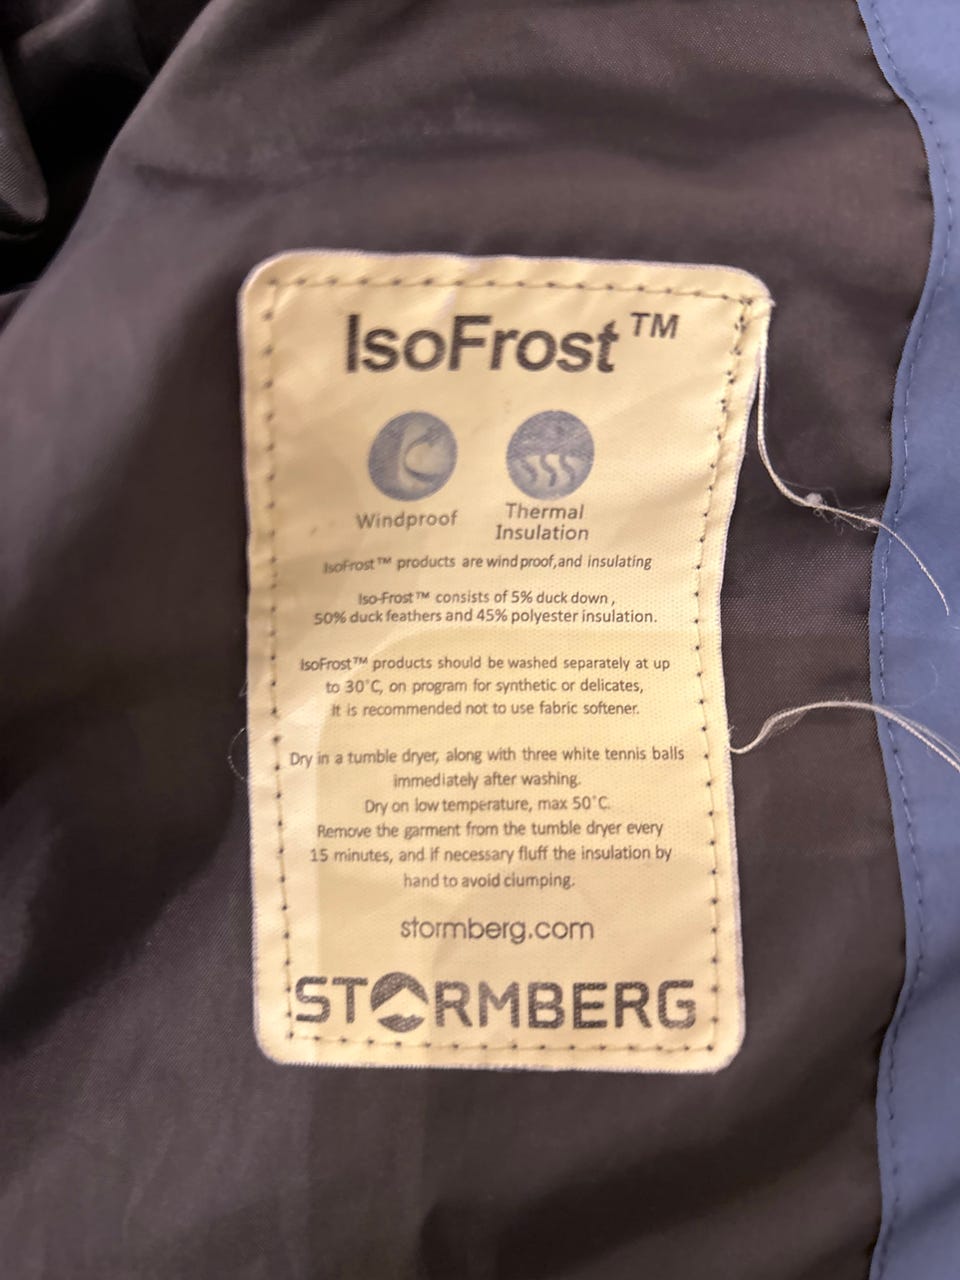 IsoFrost™
Windproof
Thermal
Insulation
IsoFrost™ products are wind proof,and insulating
Iso-Frost™ consists of 5% duck down ,
50% duck feathers and 45% polyester insulation.
IsoFrost™ products should be washed separately at up
to 30°C, on program for synthetic or delicates,
It is recommended not to use fabric softener.
Dry in a tumble dryer, along with three white tennis balls
immediately after washing.
Dry on low temperature, max 50°C.
Remove the garment from the tumble dryer every
15 minutes, and if necessary fluff the insulation by
hand to avoid clumping.
stormberg.com
STORMBERG